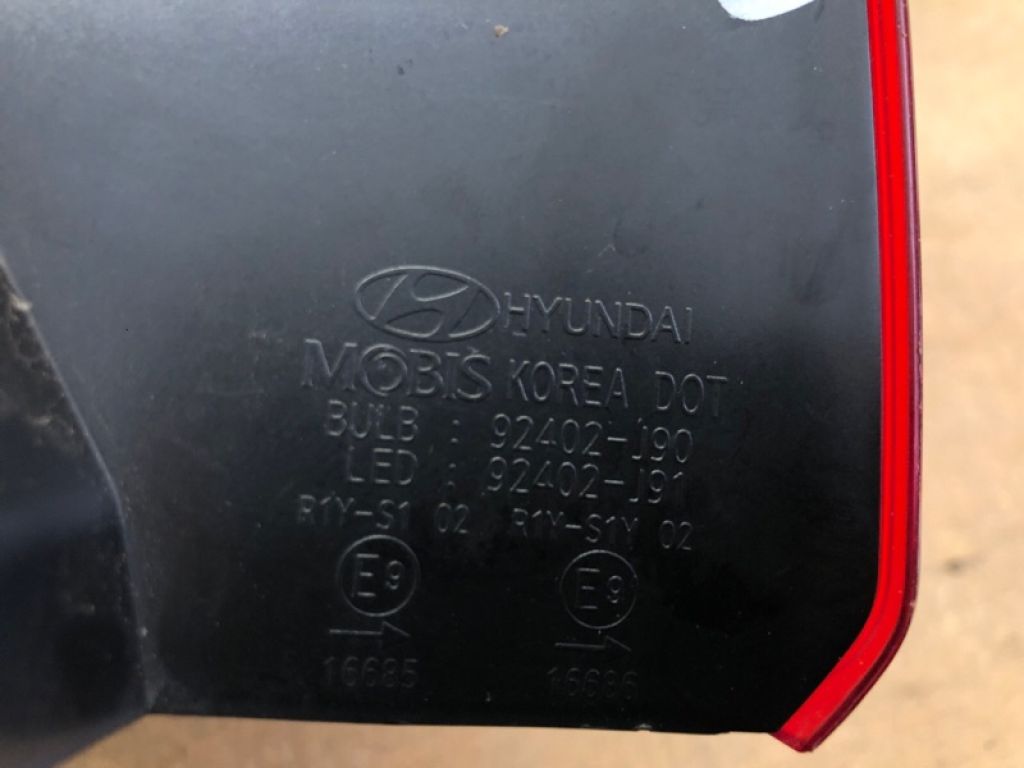 HYUNDAI
MOBIS KOREA DOT
BULB : 92402-J90
LED : 92402-J91
R1Y-S1 02 R1Y-S1Y 02
E9 E9
16685 16686